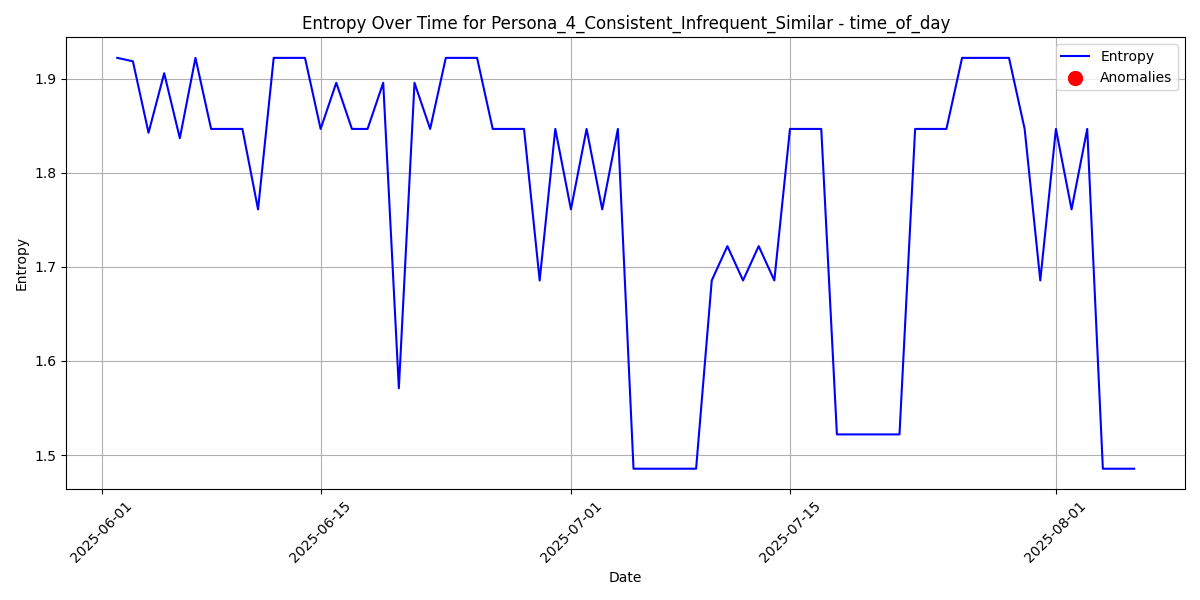 Entropy Over Time for Persona_4_Consistent_Infrequent_Similar - time_of_day
Entropy
Anomalies
1.9
1.8
1.7
1.6
1.5
Entropy
2025-06-01
2025-06-15
2025-07-01
2025-07-15
2025-08-01
Date